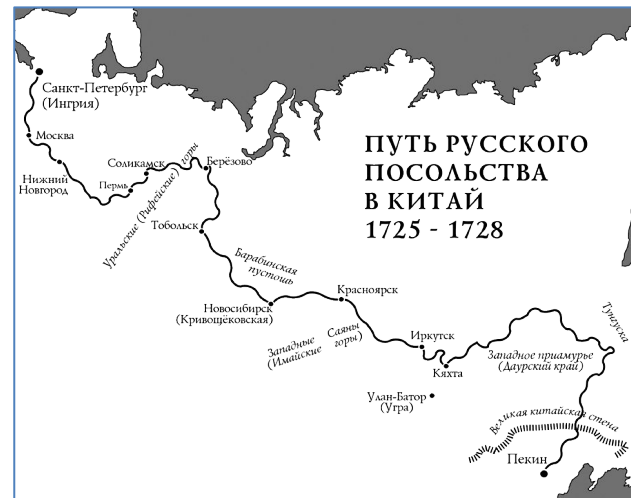 ПУТЬ РУССКОГО
ПОСОЛЬСТВА
В КИТАЙ
1725 - 1728
Санкт-Петербург
(Ингрия)
Москва
Нижний
Новгород
Пермь
Соликамск
Уральские (Рифейские) горы
Берёзово
Тобольск
Барабинская
пустошь
Новосибирск
(Кривощёковская)
Красноярск
Западные Саяны
(Имайские горы)
Иркутск
Кяхта
Улан-Батор
(Угра)
Западное приамурье
(Даурский край)
Тунгуска
Великая китайская стена
Пекин